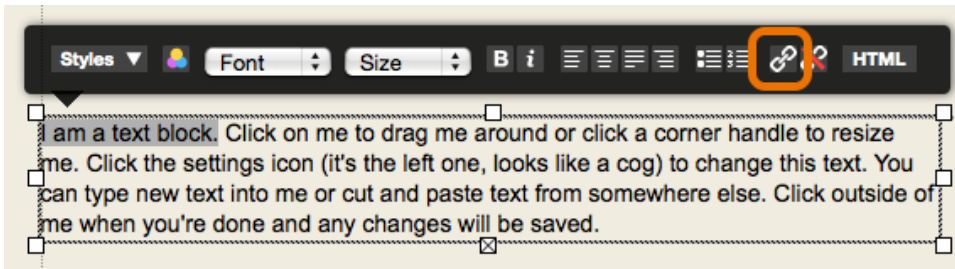 Styles Font Size B i HTML
I am a text block. Click on me to drag me around or click a corner handle to resize
me. Click the settings icon (it's the left one, looks like a cog) to change this text. You
can type new text into me or cut and paste text from somewhere else. Click outside of
me when you're done and any changes will be saved.